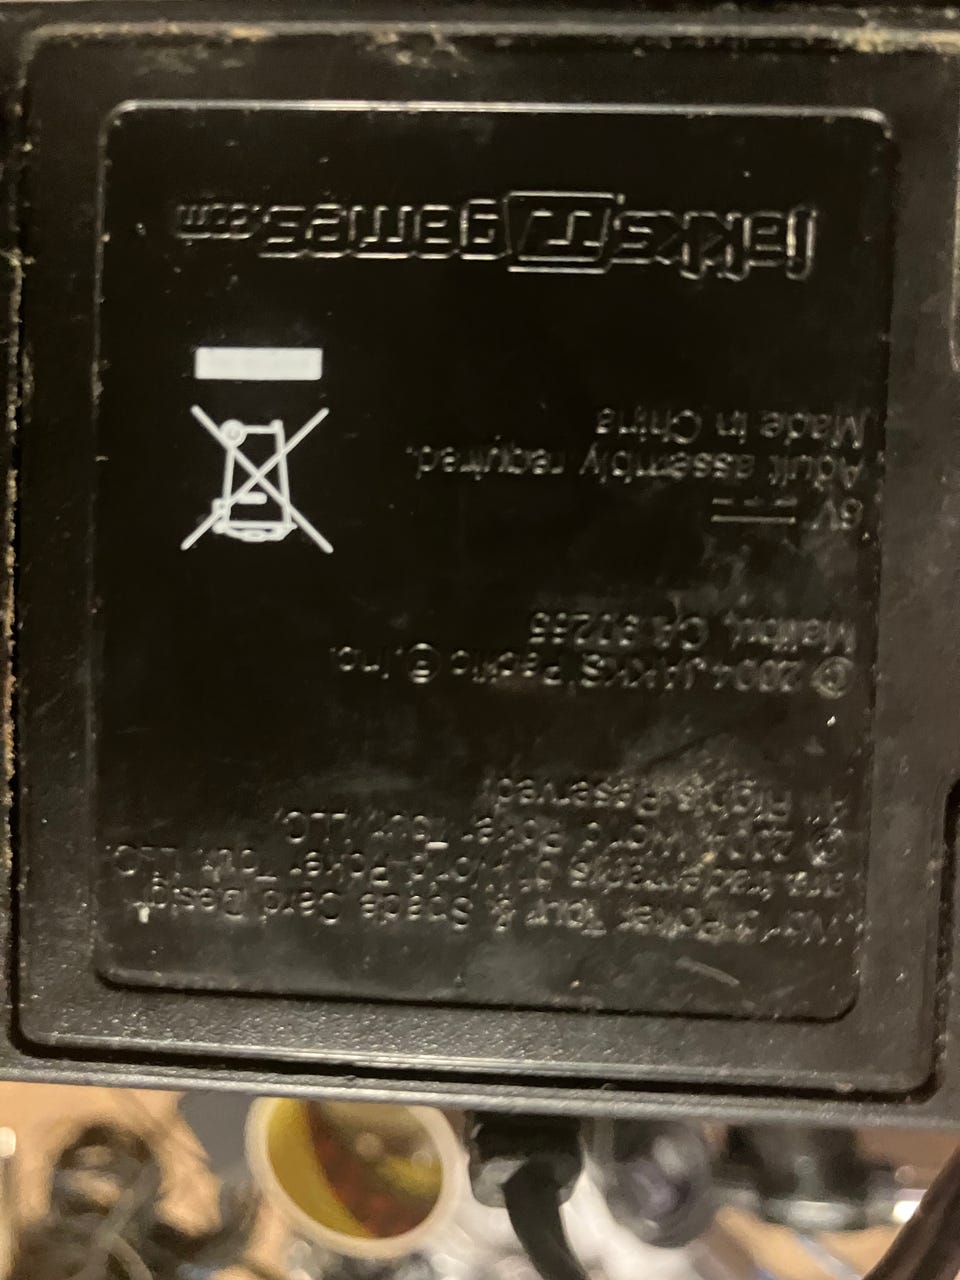 World Poker Tour & Spade Card Design
are trademarks of World Poker Tour, LLC.
© 2004 World Poker Tour, LLC.
All Rights Reserved
© 2004 JAKKS Pacific, Inc.
Malibu, CA 90265
6V
Adult assembly required.
Made in China
jakks tv games.com